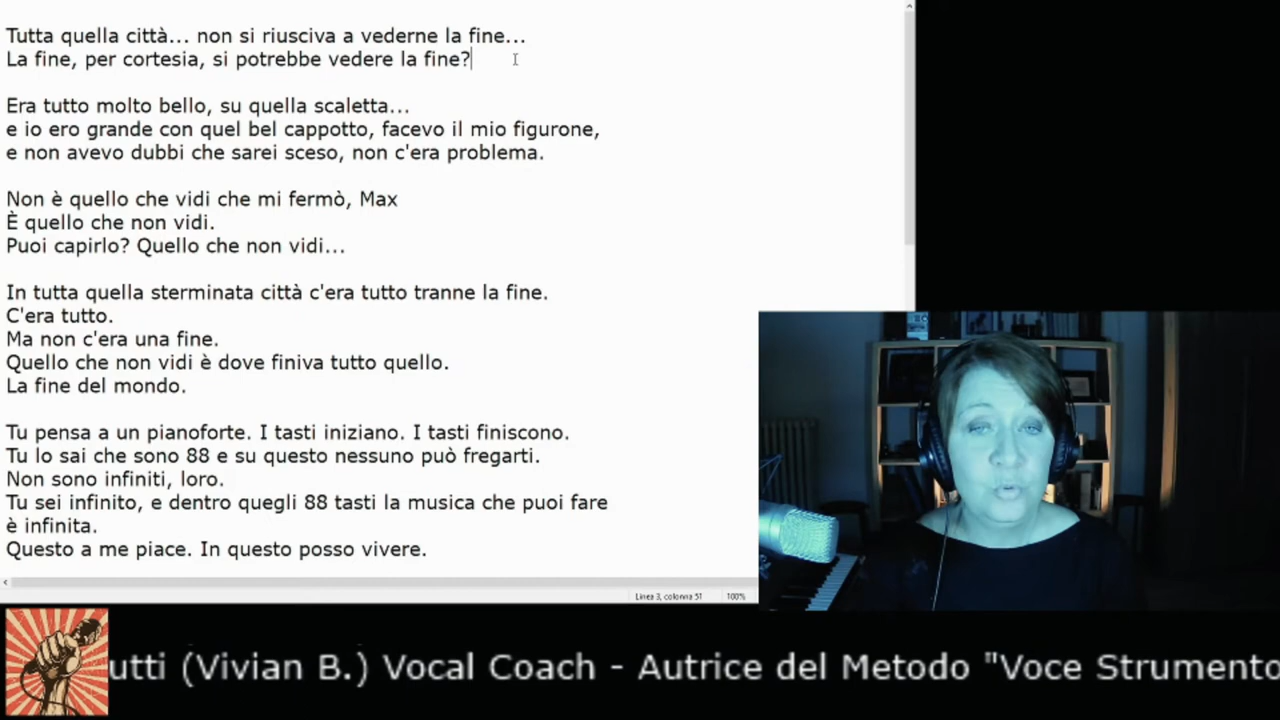 Tutta quella città... non si riusciva a vederne la fine...
La fine, per cortesia, si potrebbe vedere la fine?
Era tutto molto bello, su quella scaletta...
e io ero grande con quel bel cappotto, facevo il mio figurone,
e non avevo dubbi che sarei sceso, non c'era problema.
Non è quello che vidi che mi fermò, Max
È quello che non vidi.
Puoi capirlo? Quello che non vidi...
In tutta quella sterminata città c'era tutto tranne la fine.
C'era tutto.
Ma non c'era una fine.
Quello che non vidi è dove finiva tutto quello.
La fine del mondo.
Tu pensa a un pianoforte. I tasti iniziano. I tasti finiscono.
Tu lo sai che sono 88 e su questo nessuno può fregarti.
Non sono infiniti, loro.
Tu sei infinito, e dentro quegli 88 tasti la musica che puoi fare
è infinita.
Questo a me piace. In questo posso vivere.
Linea 3, colonna 51 100%
utti (Vivian B.) Vocal Coach - Autrice del Metodo "Voce Strumento